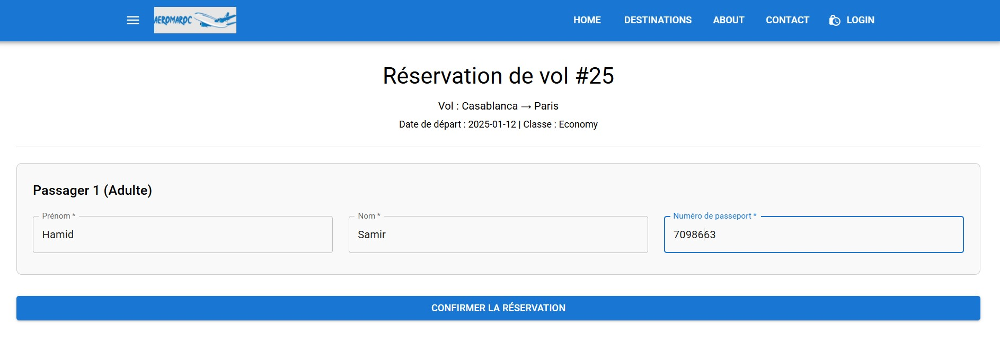 AEROMAROC
HOME DESTINATIONS ABOUT CONTACT LOGIN
Réservation de vol #25
Vol : Casablanca → Paris
Date de départ : 2025-01-12 | Classe : Economy
Passager 1 (Adulte)
Prénom * Nom * Numéro de passeport *
Hamid Samir 7098663
CONFIRMER LA RÉSERVATION